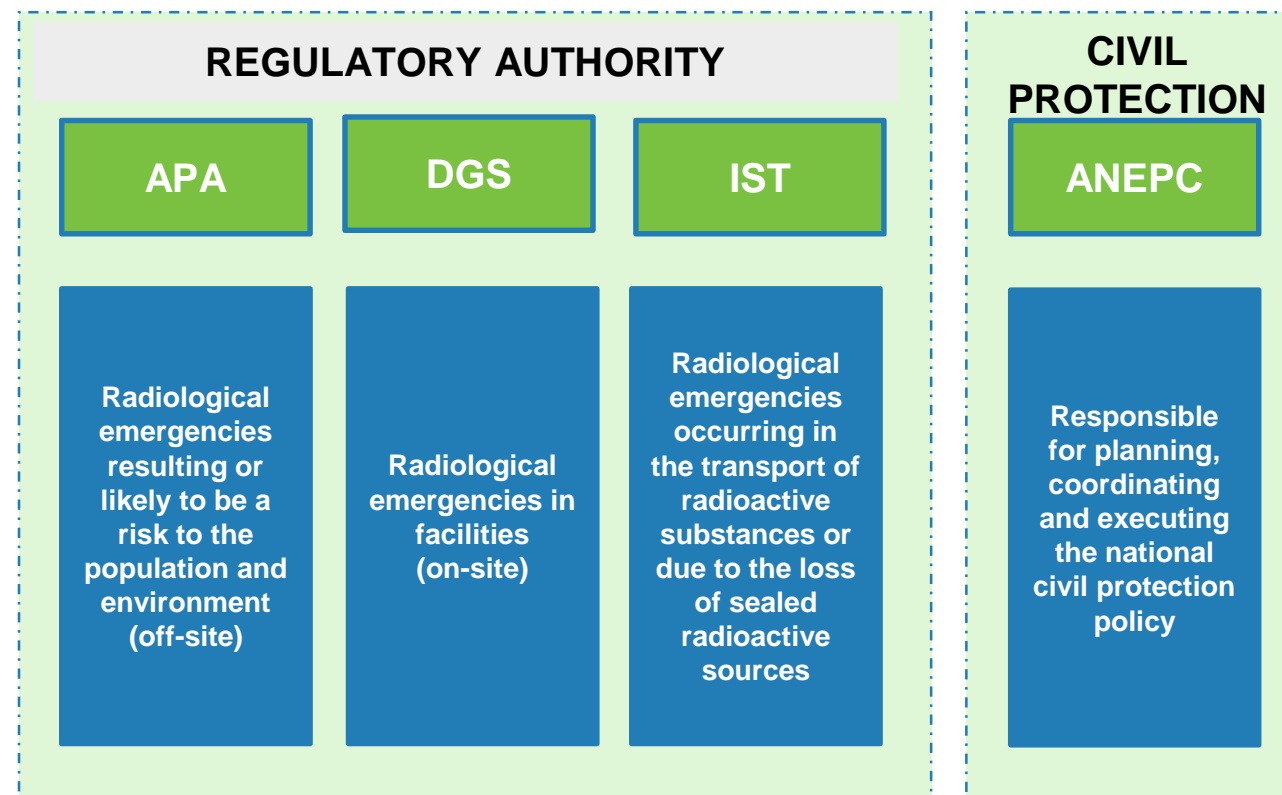 REGULATORY AUTHORITY
APA
DGS
IST
Radiological
emergencies
resulting or
likely to be a
risk to the
population and
environment
(off-site)
Radiological
emergencies in
facilities
(on-site)
Radiological
emergencies
occurring in
the transport of
radioactive
substances or
due to the loss
of sealed
radioactive
sources
CIVIL
PROTECTION
ANEPC
Responsible
for planning,
coordinating
and executing
the national
civil protection
policy